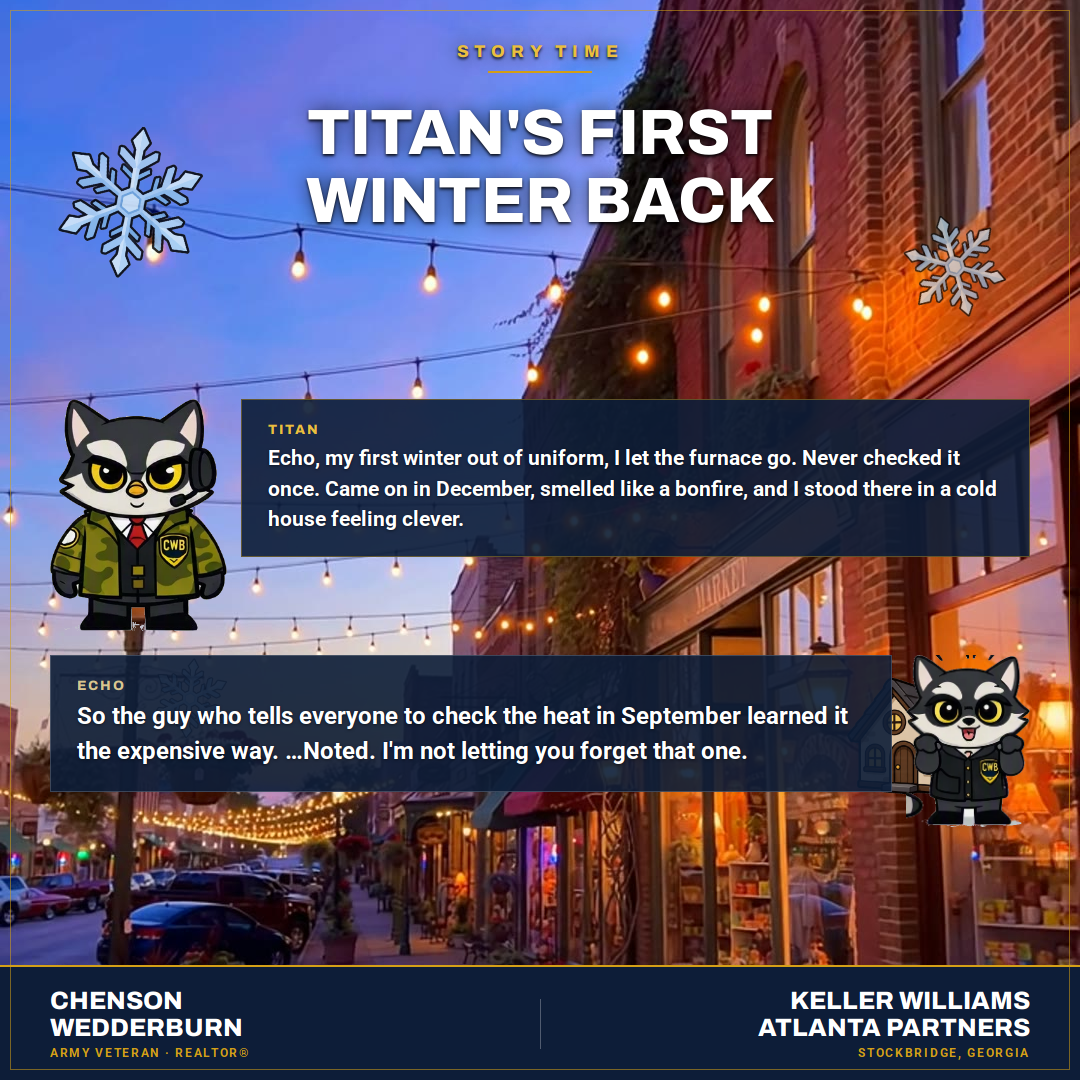 STORY TIME
TITAN'S FIRST
WINTER BACK
TITAN
Echo, my first winter out of uniform, I let the furnace go. Never checked it
once. Came on in December, smelled like a bonfire, and I stood there in a cold
house feeling clever.
CWB
MARKET
ECHO
So the guy who tells everyone to check the heat in September learned it
the expensive way. …Noted. I'm not letting you forget that one.
CWB
CHENSON
WEDDERBURN
ARMY VETERAN · REALTOR®
KELLER WILLIAMS
ATLANTA PARTNERS
STOCKBRIDGE, GEORGIA